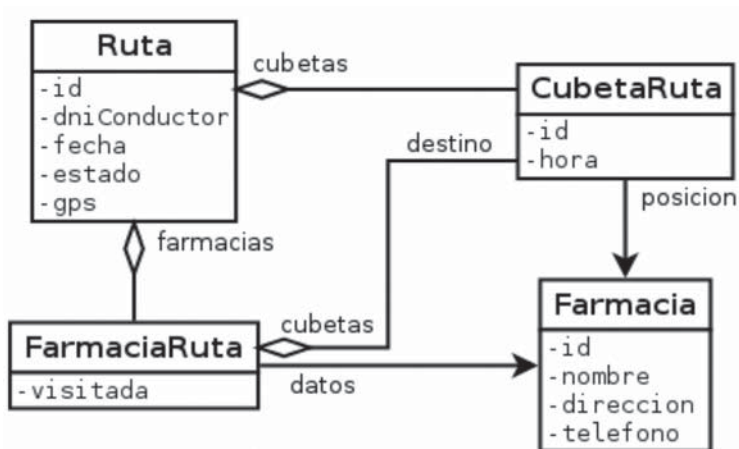 Ruta
-id
-dniConductor
-fecha
-estado
-gps
cubetas
CubetaRuta
-id
-hora
destino
posicion
farmacias
FarmaciaRuta
-visitada
cubetas
datos
Farmacia
-id
-nombre
-direccion
-telefono